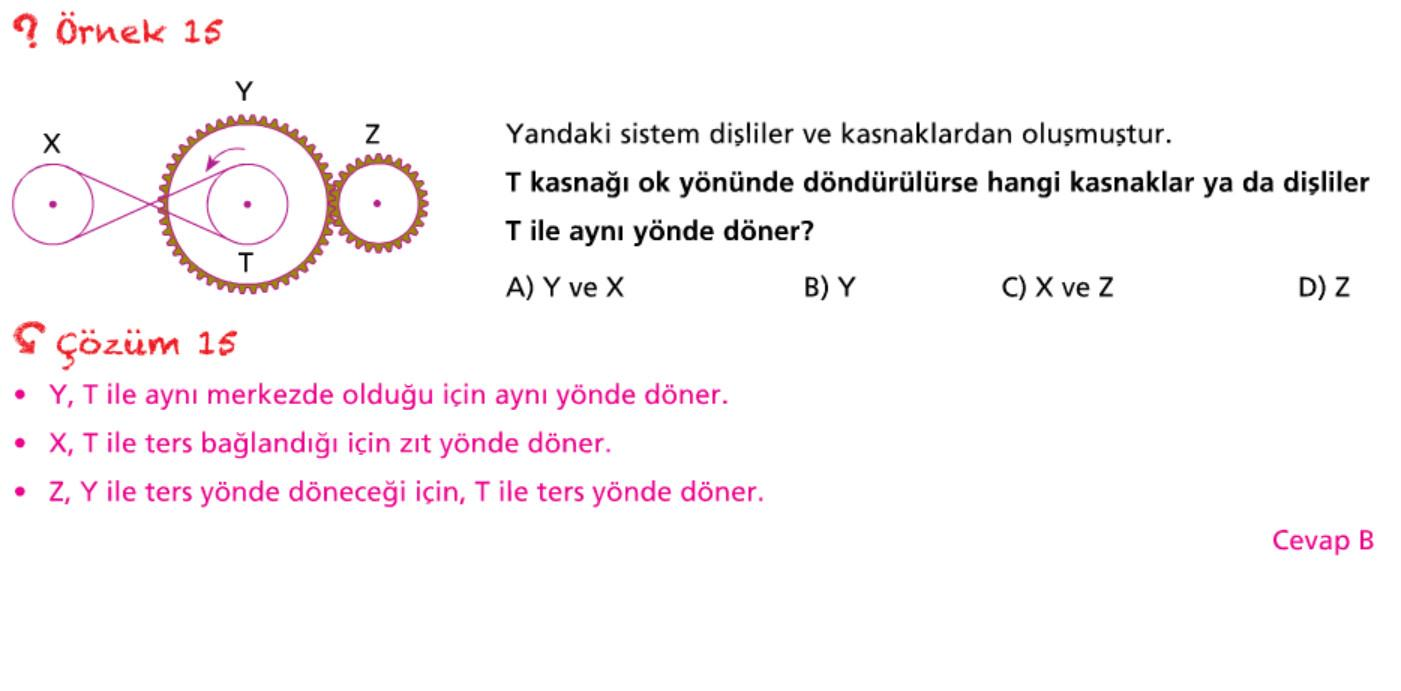 ? Örnek 15
Y
X
Z
T
Yandaki sistem dişliler ve kasnaklardan oluşmuştur.
T kasnağı ok yönünde döndürülürse hangi kasnaklar ya da dişliler
T ile aynı yönde döner?
A) Y ve X B) Y C) X ve Z D) Z
Çözüm 15
• Y, T ile aynı merkezde olduğu için aynı yönde döner.
• X, T ile ters bağlandığı için zıt yönde döner.
• Z, Y ile ters yönde döneceği için, T ile ters yönde döner.
Cevap B